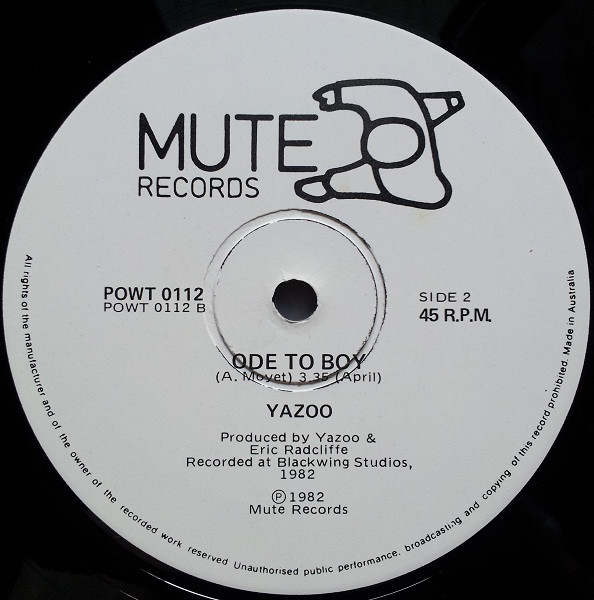 MUTE
RECORDS
POWT 0112
POWT 0112 B
SIDE 2
45 R.P.M.
ODE TO BOY
(A. Moyet) 3.35 (April)
YAZOO
Produced by Yazoo &
Eric Radcliffe
Recorded at Blackwing Studios,
1982
℗ 1982
Mute Records
All rights of the manufacturer and of the owner of the recorded work reserved Unauthorised public performance, broadcasting and copying of this record prohibited. Made in Australia